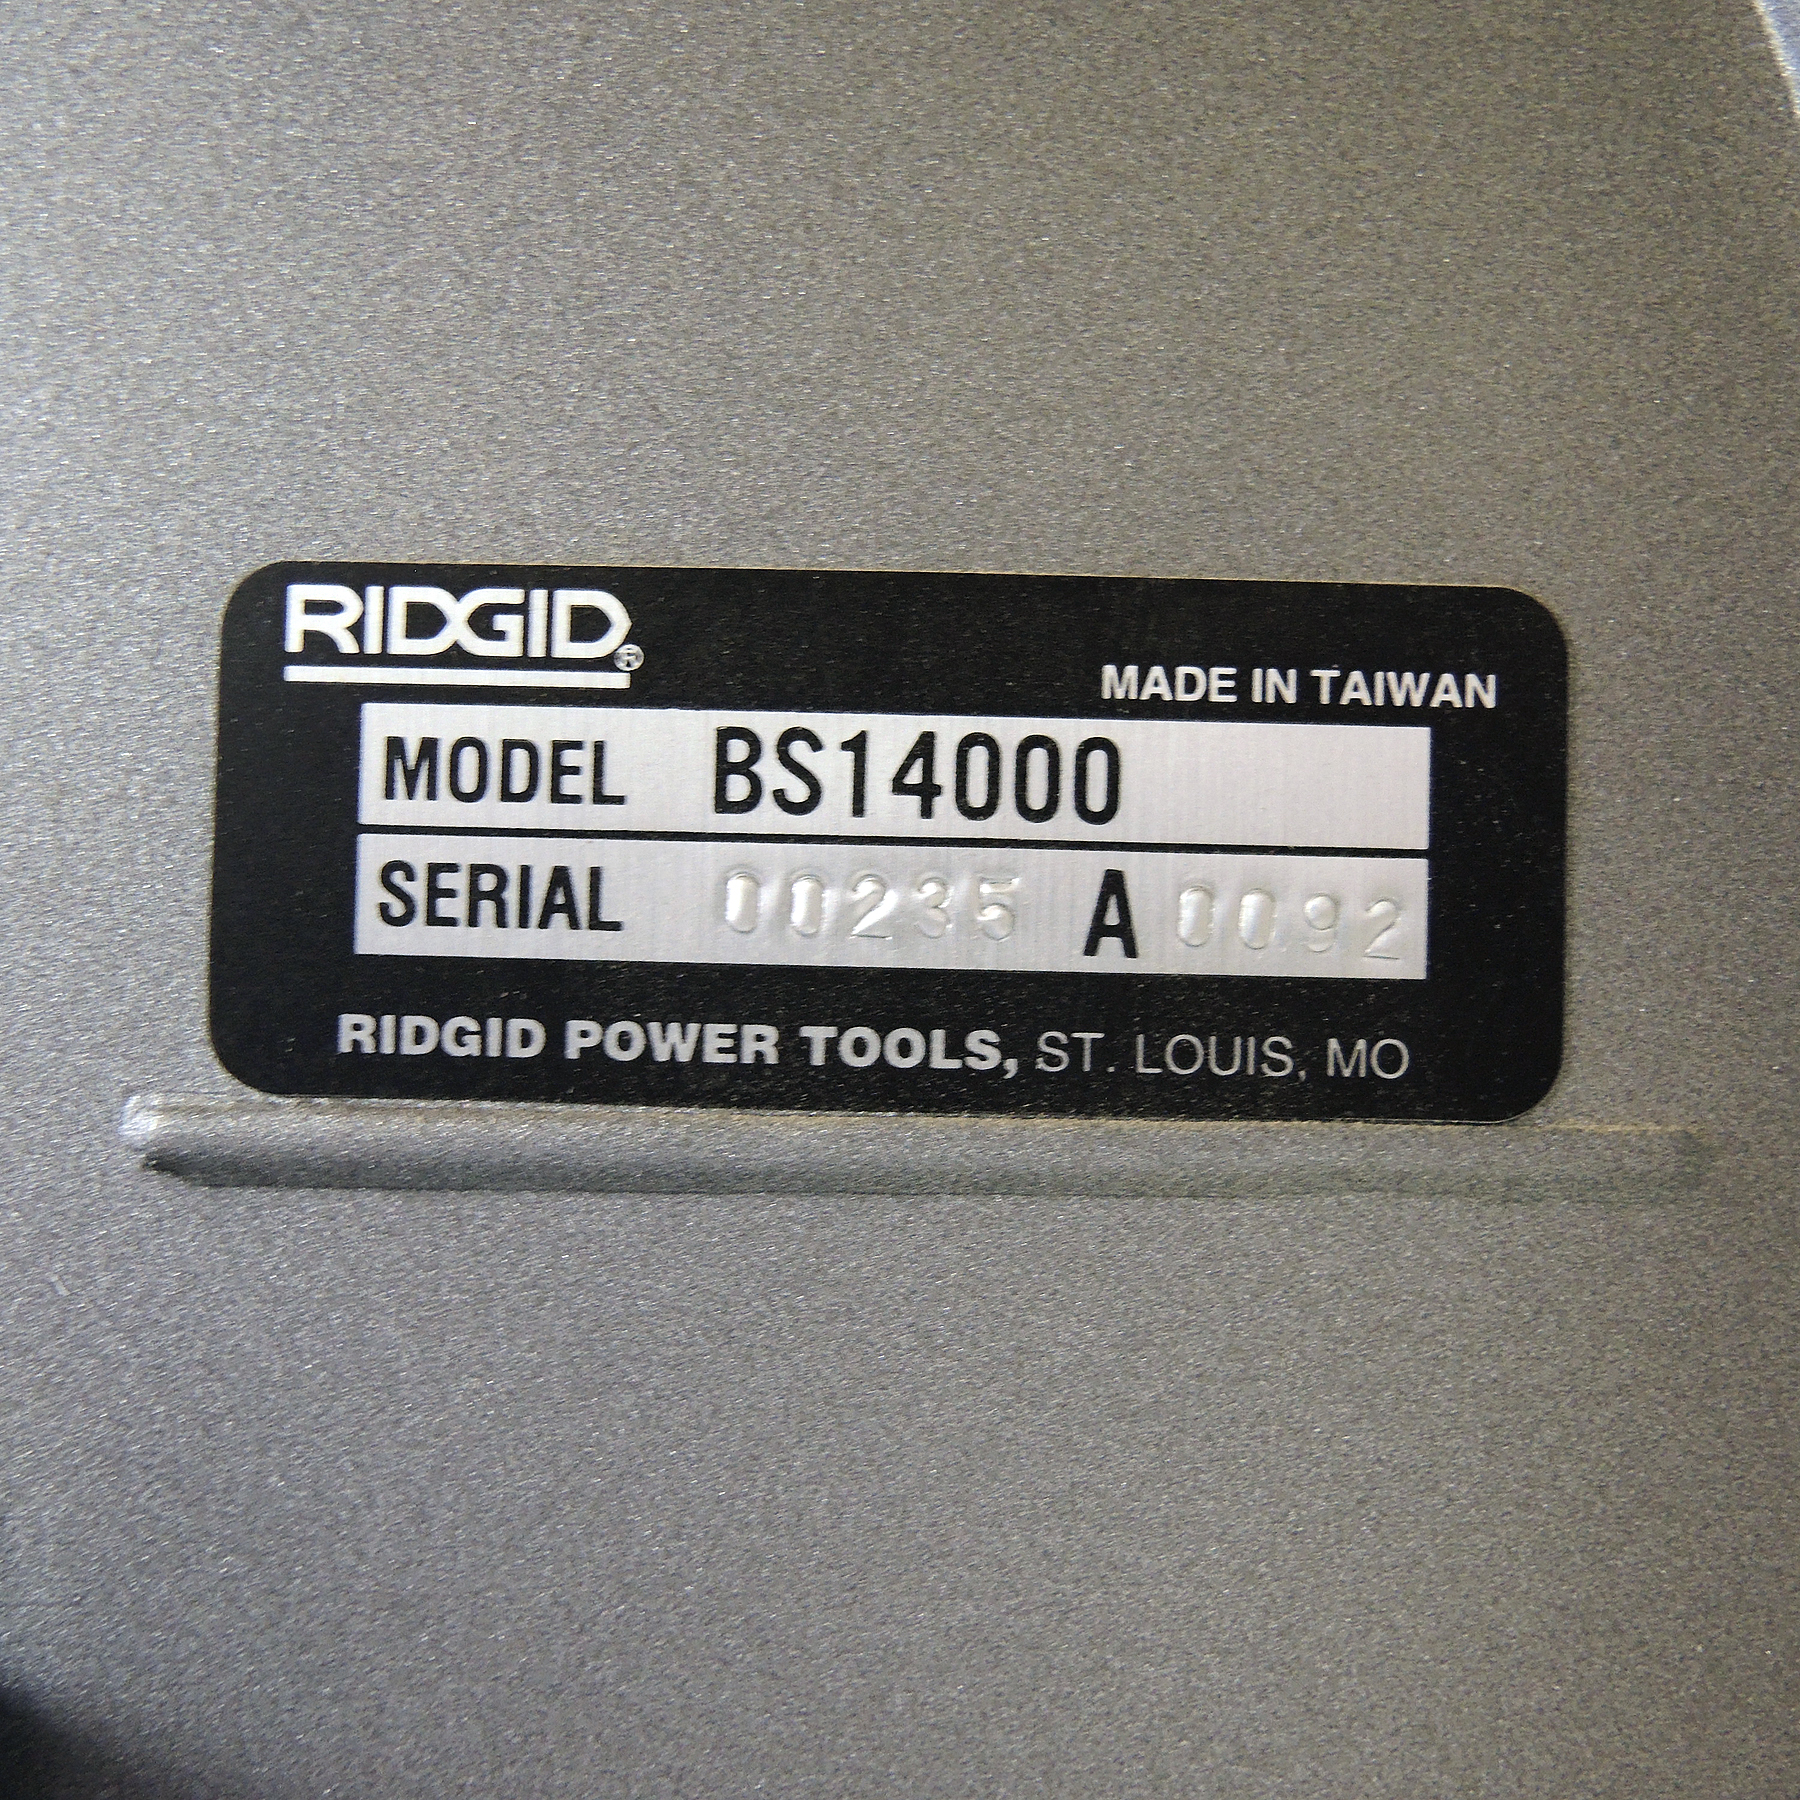 RIDGID®
MADE IN TAIWAN
MODEL BS14000
SERIAL 00235 A 0092
RIDGID POWER TOOLS, ST. LOUIS, MO